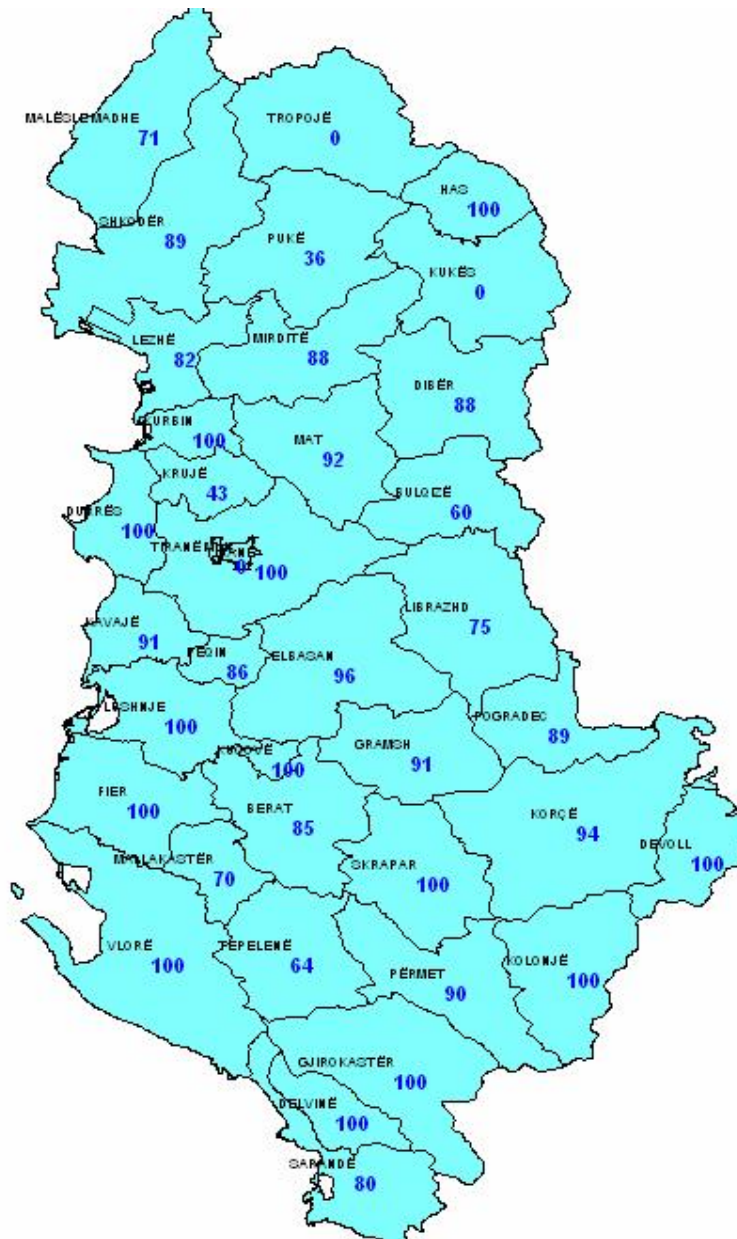 MALËSI E MADHE
71
TROPOJË
0
HAS
100
SHKODËR
89
PUKË
36
KUKËS
0
LEZHË
82
MIRDITË
88
DIBËR
88
KURBIN
100
MAT
92
KRUJË
43
BULQIZË
60
DURRËS
100
TIRANË
0
100
LIBRAZHD
75
KAVAJË
91
PEQIN
86
ELBASAN
96
LUSHNJE
100
POGRADEC
89
KUÇOVË
100
GRAMSH
91
FIER
100
BERAT
85
KORÇË
94
DEVOLL
100
MALLAKASTËR
70
SKRAPAR
100
VLORË
100
TEPELENË
64
PËRMET
90
KOLONJË
100
GJIROKASTËR
100
DELVINË
100
SARANDË
80